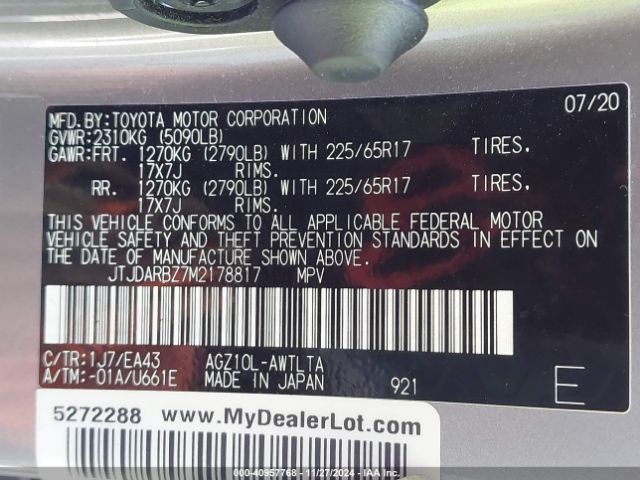 07/20
MFD.BY:TOYOTA MOTOR CORPORATION
GVWR:2310KG (5090LB)
GAWR:FRT. 1270KG (2790LB) WITH 225/65R17 TIRES.
17X7J RIMS.
RR. 1270KG (2790LB) WITH 225/65R17 TIRES.
17X7J RIMS.
THIS VEHICLE CONFORMS TO ALL APPLICABLE FEDERAL MOTOR
VEHICLE SAFETY AND THEFT PREVENTION STANDARDS IN EFFECT ON
THE DATE OF MANUFACTURE SHOWN ABOVE.
JTJDARBZ7M2178817 MPV
C/TR:1J7/EA43 AGZ10L-AWTLTA
A/TM:-01A/U661E MADE IN JAPAN 921 E
5272288 www.MyDealerLot.com
000-40957768 - 11/27/2024 - IAA Inc.